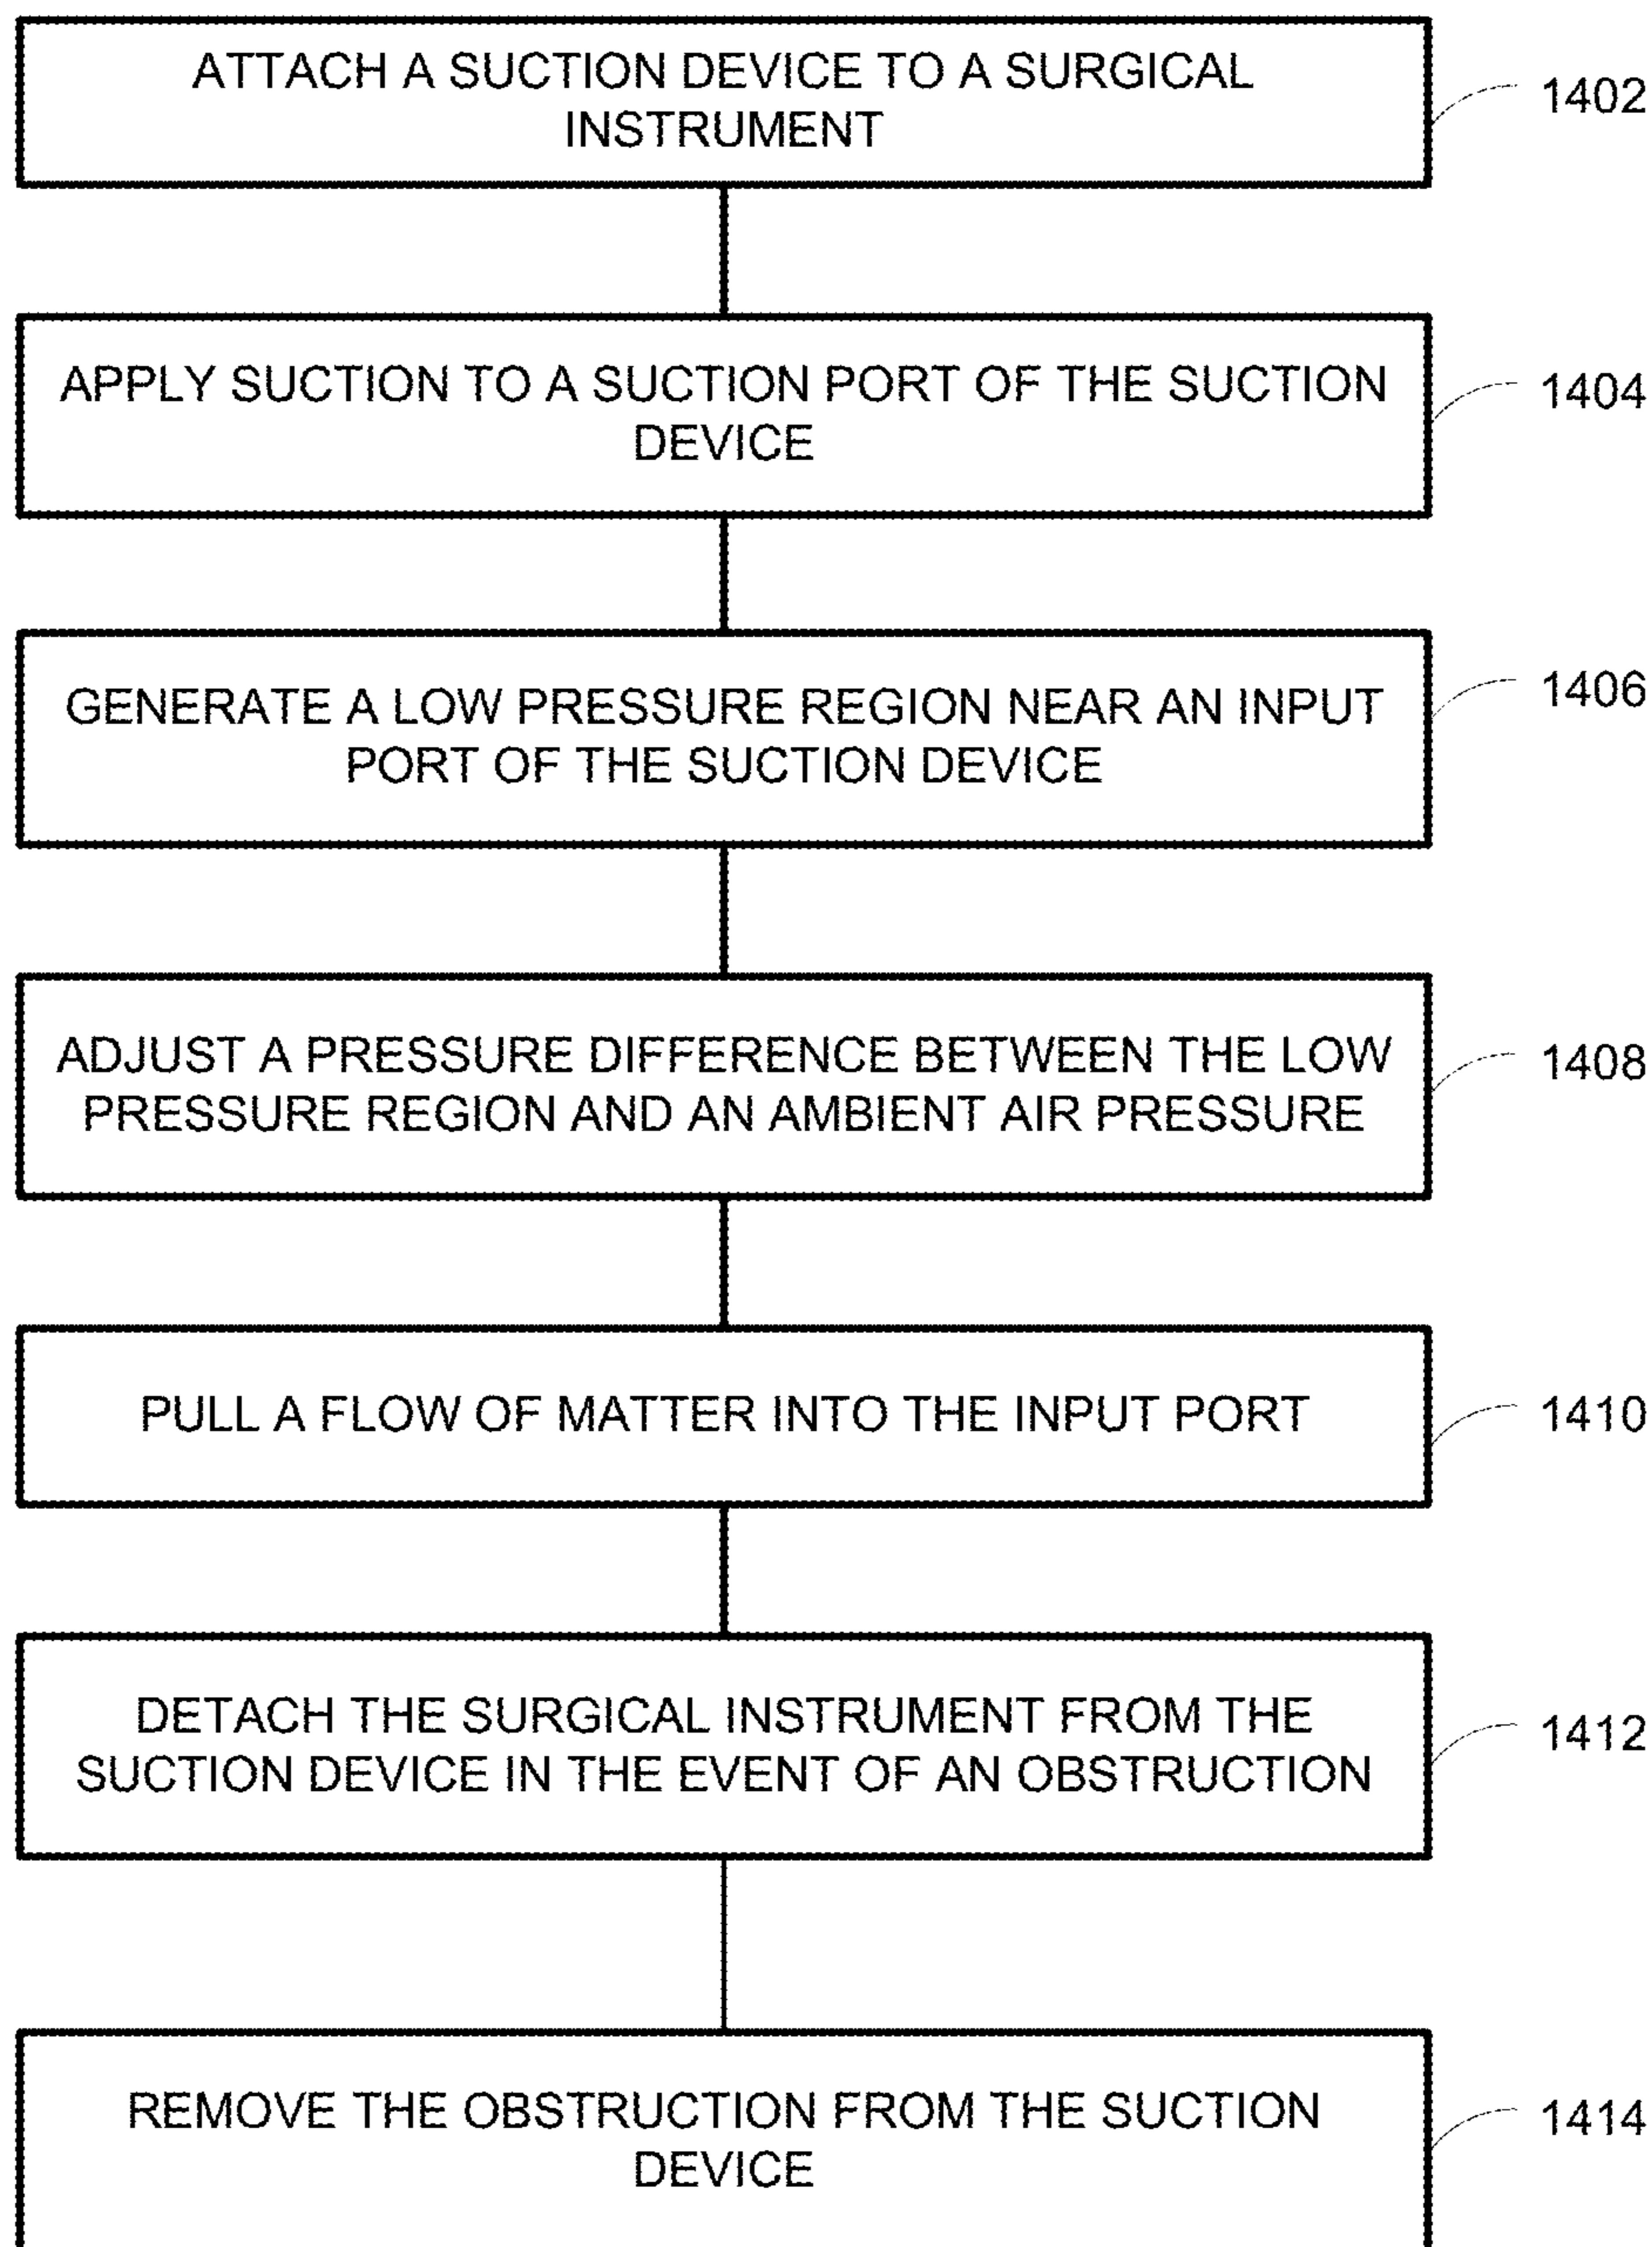 ATTACH A SUCTION DEVICE TO A SURGICAL
INSTRUMENT
1402
APPLY SUCTION TO A SUCTION PORT OF THE SUCTION
DEVICE
1404
GENERATE A LOW PRESSURE REGION NEAR AN INPUT
PORT OF THE SUCTION DEVICE
1406
ADJUST A PRESSURE DIFFERENCE BETWEEN THE LOW
PRESSURE REGION AND AN AMBIENT AIR PRESSURE
1408
PULL A FLOW OF MATTER INTO THE INPUT PORT
1410
DETACH THE SURGICAL INSTRUMENT FROM THE
SUCTION DEVICE IN THE EVENT OF AN OBSTRUCTION
1412
REMOVE THE OBSTRUCTION FROM THE SUCTION
DEVICE
1414